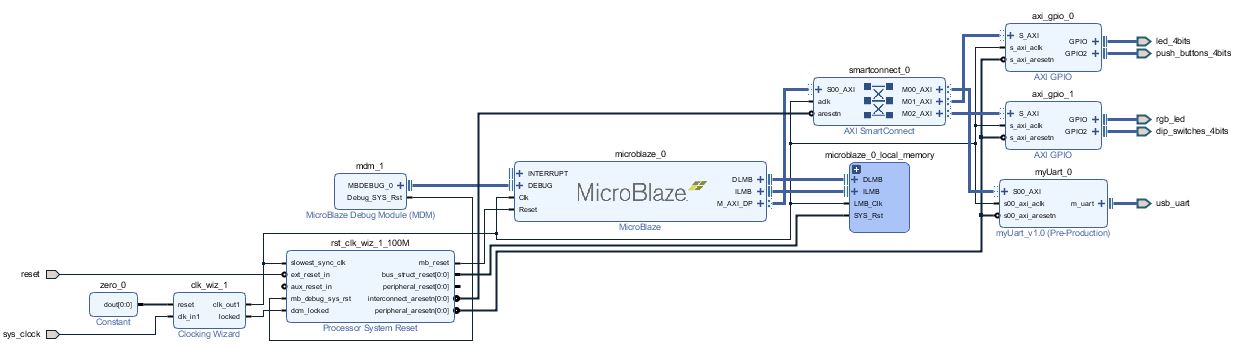 axi_gpio_0
S_AXI
s_axi_aclk
s_axi_aresetn
GPIO
GPIO2
AXI GPIO
led_4bits
push_buttons_4bits
smartconnect_0
S00_AXI
aclk
aresetn
M00_AXI
M01_AXI
M02_AXI
AXI SmartConnect
axi_gpio_1
S_AXI
s_axi_aclk
s_axi_aresetn
GPIO
GPIO2
AXI GPIO
rgb_led
dip_switches_4bits
mdm_1
MBDEBUG_0
Debug_SYS_Rst
MicroBlaze Debug Module (MDM)
microblaze_0
INTERRUPT
DEBUG
Clk
Reset
MicroBlaze
DLMB
ILMB
M_AXI_DP
MicroBlaze
microblaze_0_local_memory
DLMB
ILMB
LMB_Clk
SYS_Rst
myUart_0
S00_AXI
s00_axi_aclk
s00_axi_aresetn
m_uart
myUart_v1.0 (Pre-Production)
usb_uart
rst_clk_wiz_1_100M
slowest_sync_clk
ext_reset_in
aux_reset_in
mb_debug_sys_rst
dcm_locked
mb_reset
bus_struct_reset[0:0]
peripheral_reset[0:0]
interconnect_aresetn[0:0]
peripheral_aresetn[0:0]
Processor System Reset
reset
zero_0
dout[0:0]
Constant
clk_wiz_1
reset
clk_in1
clk_out1
locked
Clocking Wizard
sys_clock